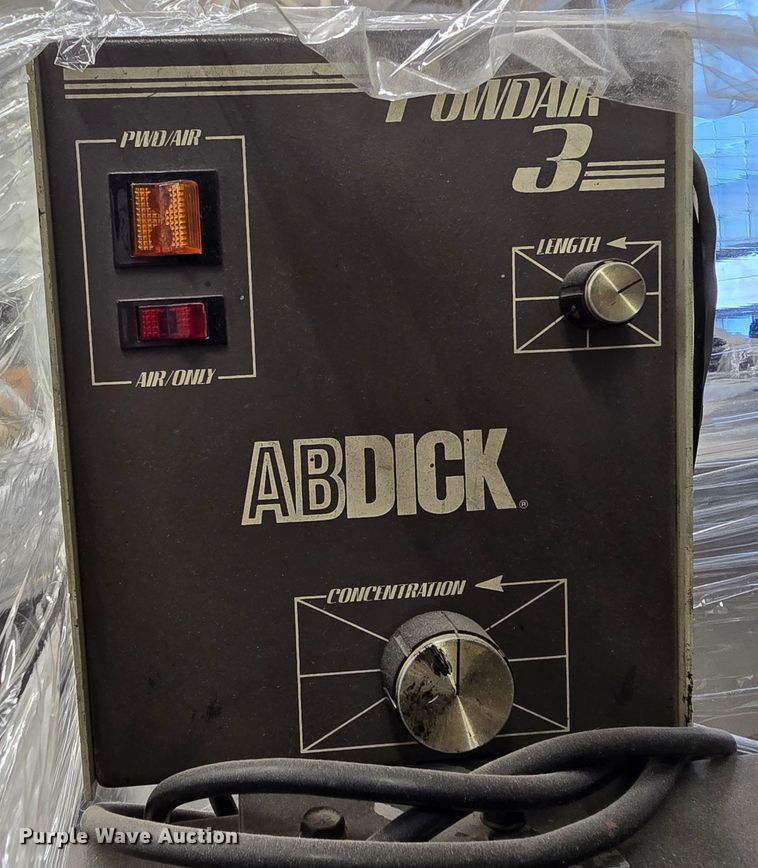 PWD/AIR
POWDAIR
3
LENGTH
AIR/ONLY
ABDICK®
CONCENTRATION
Purple Wave Auction